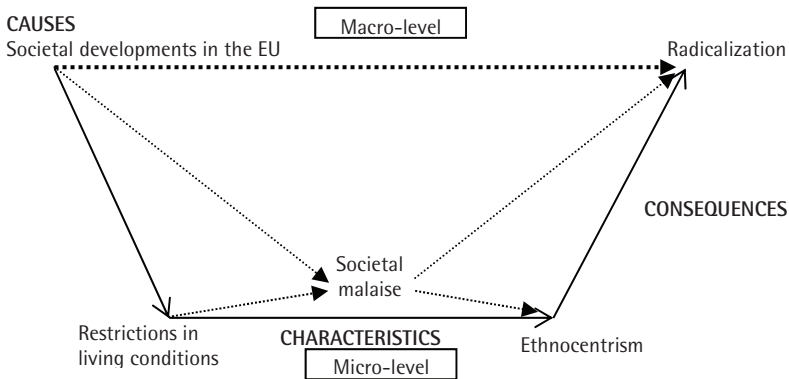 CAUSES
Macro-level
Societal developments in the EU
Radicalization
CONSEQUENCES
Societal
malaise
Restrictions in
living conditions
CHARACTERISTICS
Ethnocentrism
Micro-level